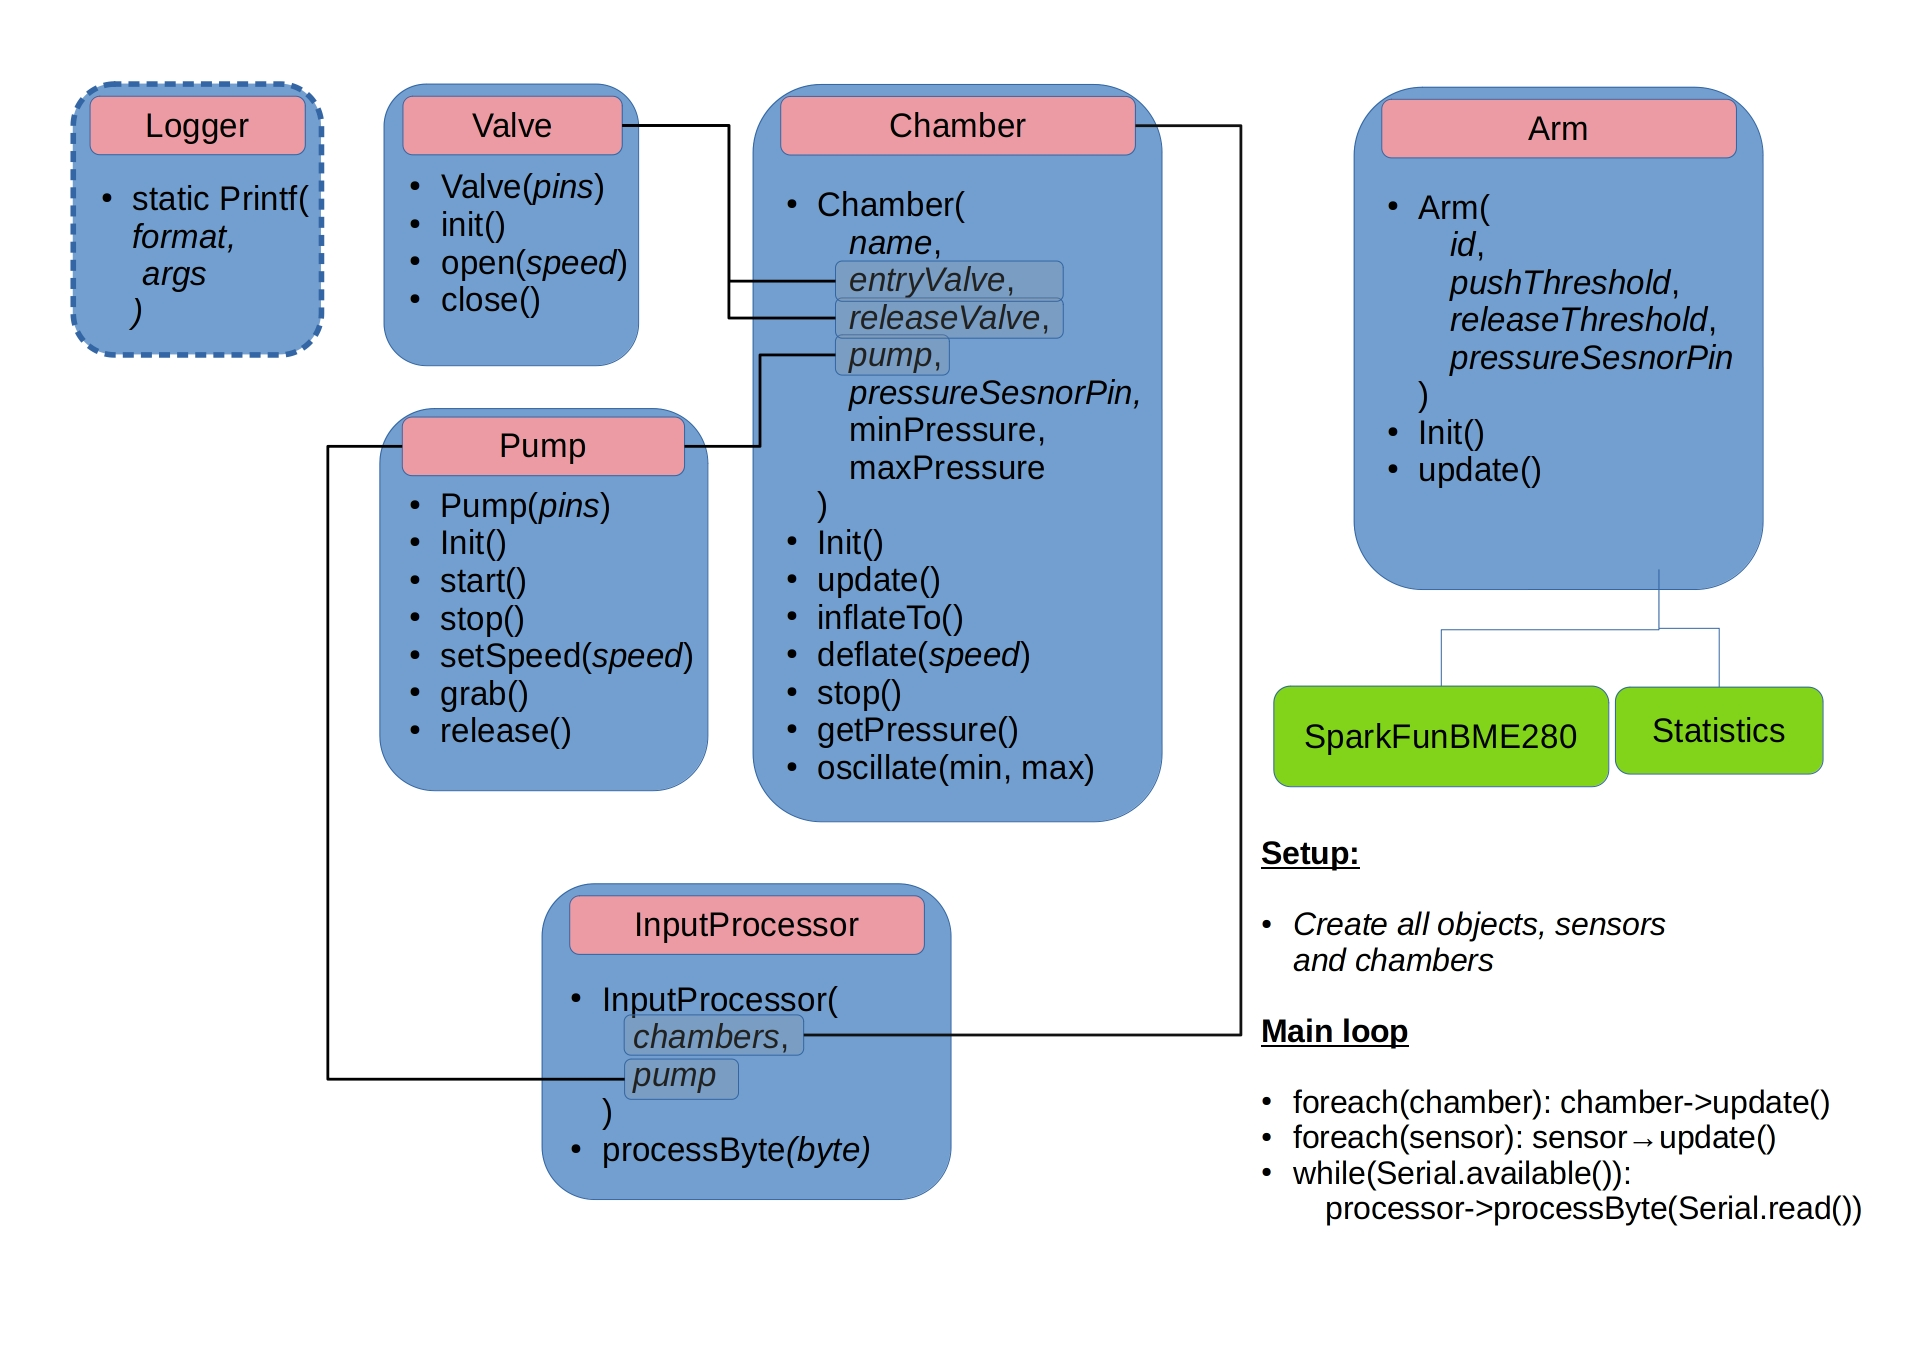 Logger
• static Printf(
format,
args
)
Valve
• Valve(pins)
• init()
• open(speed)
• close()
Pump
• Pump(pins)
• Init()
• start()
• stop()
• setSpeed(speed)
• grab()
• release()
Chamber
• Chamber(
name,
entryValve,
releaseValve,
pump,
pressureSesnorPin,
minPressure,
maxPressure
)
• Init()
• update()
• inflateTo()
• deflate(speed)
• stop()
• getPressure()
• oscillate(min, max)
Arm
• Arm(
id,
pushThreshold,
releaseThreshold,
pressureSesnorPin
)
• Init()
• update()
SparkFunBME280
Statistics
InputProcessor
• InputProcessor(
chambers,
pump
)
• processByte(byte)
Setup:
• Create all objects, sensors
and chambers
Main loop
• foreach(chamber): chamber->update()
• foreach(sensor): sensor→update()
• while(Serial.available()):
processor->processByte(Serial.read())